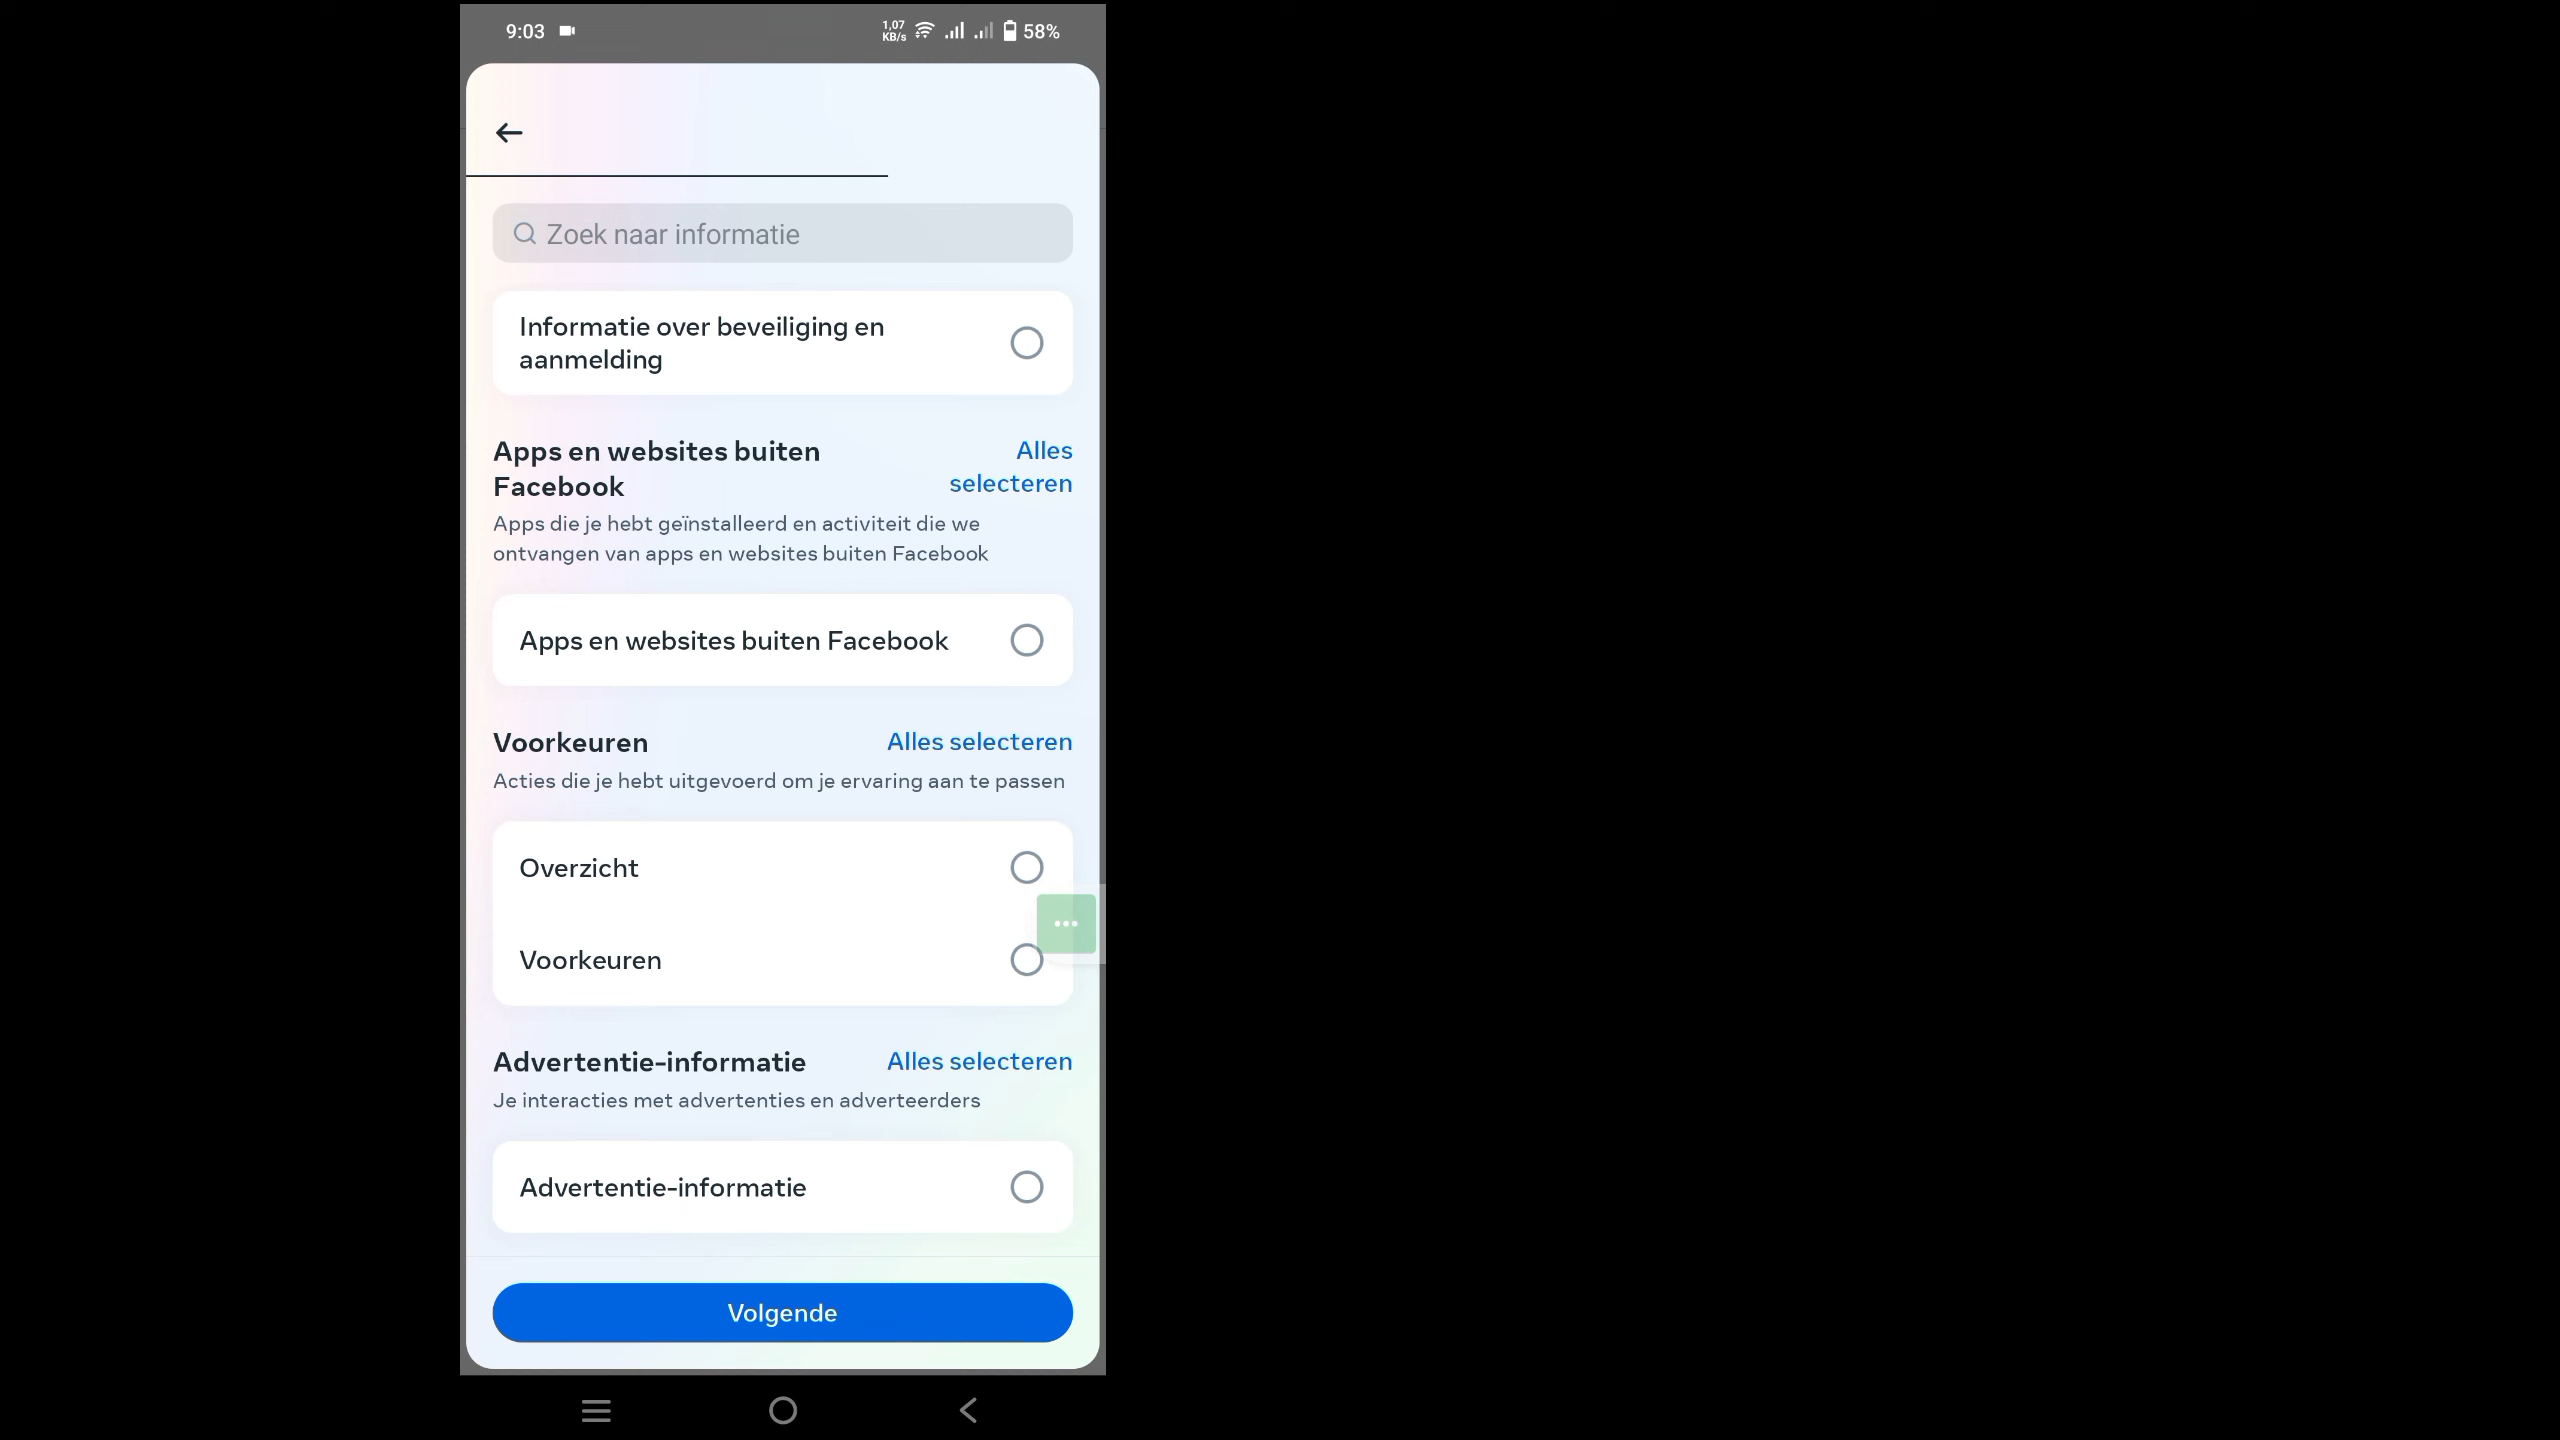 9:03
1,07
KB/s
58%
Zoek naar informatie
Informatie over beveiliging en
aanmelding
Apps en websites buiten
Facebook
Alles
selecteren
Apps die je hebt geïnstalleerd en activiteit die we
ontvangen van apps en websites buiten Facebook
Apps en websites buiten Facebook
Voorkeuren
Alles selecteren
Acties die je hebt uitgevoerd om je ervaring aan te passen
Overzicht
Voorkeuren
Advertentie-informatie
Alles selecteren
Je interacties met advertenties en adverteerders
Advertentie-informatie
Volgende